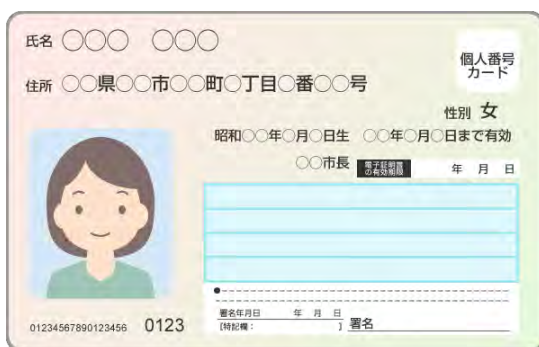 氏名 ○○○ ○○○
個人番号
カード
住所 ○○県○○市○○町○丁目○番○○号
性別 女
昭和○○年○月○日生 ○○年○月○日まで有効
○○市長 電子証明書の有効期限 年 月 日
署名年月日 年 月 日
[特記欄: ] 署名
01234567890123456 0123